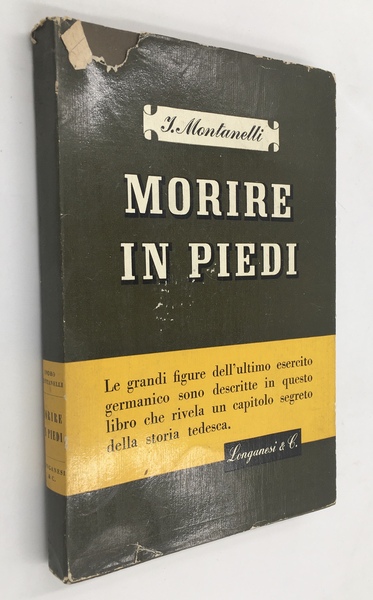 I. Montanelli
MORIRE
IN PIEDI
Le grandi figure dell'ultimo esercito
germanico sono descritte in questo
libro che rivela un capitolo segreto
della storia tedesca.
Longanesi & C.